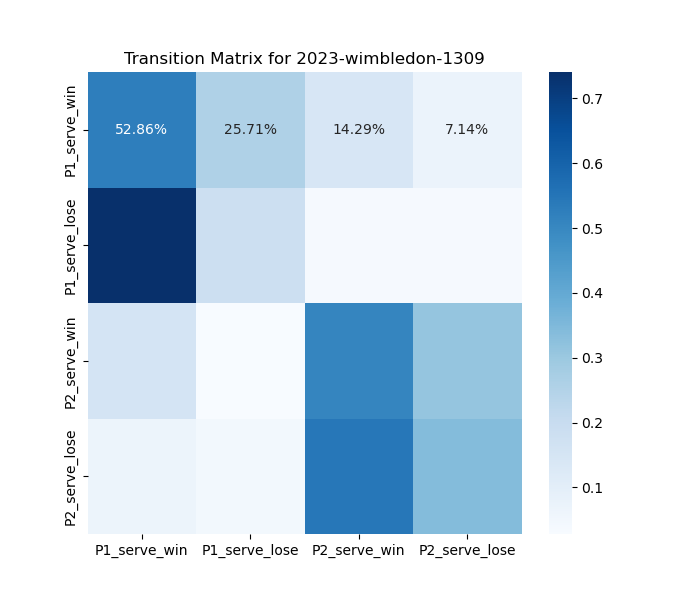 Transition Matrix for 2023-wimbledon-1309
P1_serve_win
52.86% 25.71% 14.29% 7.14%
P1_serve_lose
P2_serve_win
P2_serve_lose
P1_serve_win P1_serve_lose P2_serve_win P2_serve_lose
0.7
0.6
0.5
0.4
0.3
0.2
0.1